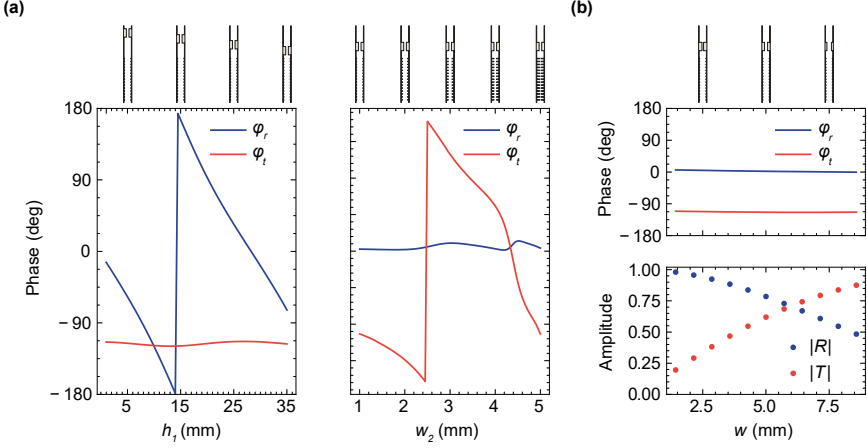 (a)
(b)
180
90
0
− 90
− 180
Phase (deg)
φr
φt
5
15
25
35
h1 (mm)
φr
φt
1
2
3
4
5
w2 (mm)
180
90
0
− 90
− 180
Phase (deg)
φr
φt
1.00
0.75
0.50
0.25
0.00
Amplitude
|R|
|T|
2.5
5.0
7.5
w (mm)